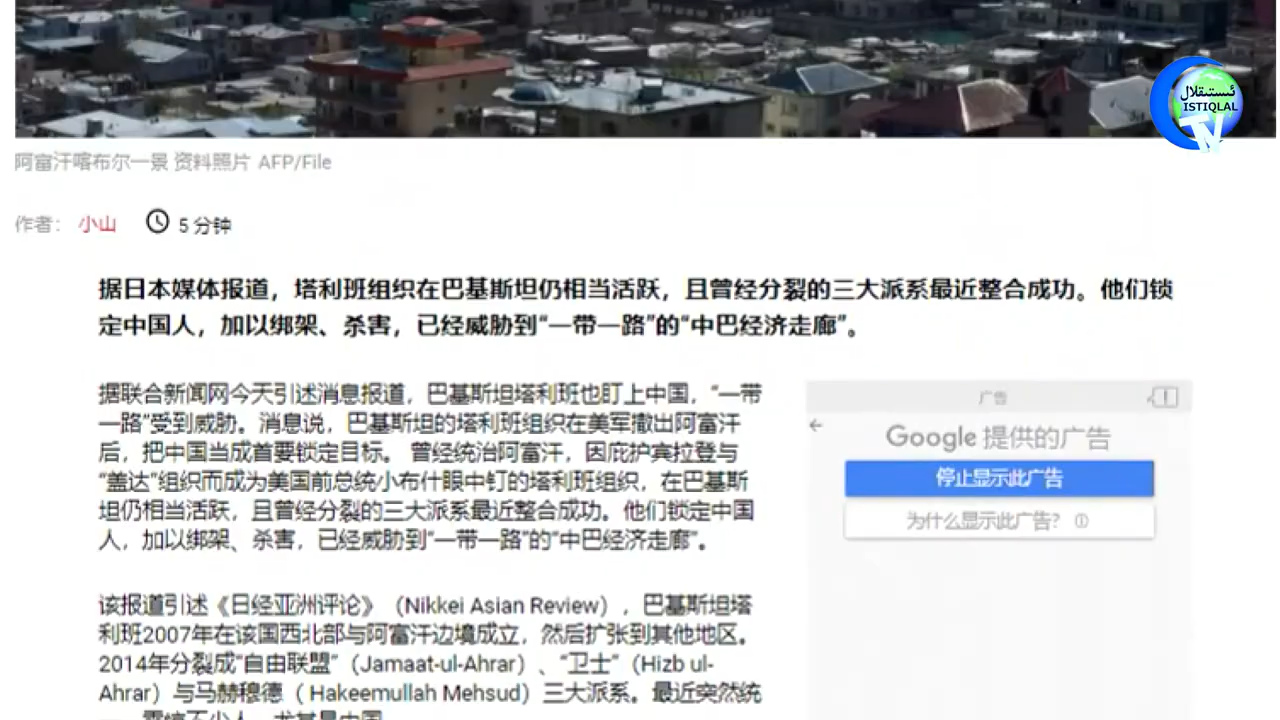 ئىستىقلال
ISTIQLAL
TV
阿富汗喀布尔一景 资料照片 AFP/File
作者： 小山 5 分钟
据日本媒体报道，塔利班组织在巴基斯坦仍相当活跃，且曾经分裂的三大派系最近整合成功。他们锁
定中国人，加以绑架、杀害，已经威胁到“一带一路”的“中巴经济走廊”。
据联合新闻网今天引述消息报道，巴基斯坦塔利班也盯上中国，“一带
一路”受到威胁。消息说，巴基斯坦的塔利班组织在美军撤出阿富汗
后，把中国当成首要锁定目标。 曾经统治阿富汗，因庇护宾拉登与
“盖达”组织而成为美国前总统小布什眼中钉的塔利班组织，在巴基斯
坦仍相当活跃，且曾经分裂的三大派系最近整合成功。他们锁定中国
人，加以绑架、杀害，已经威胁到“一带一路”的“中巴经济走廊”。
该报道引述《日经亚洲评论》（Nikkei Asian Review），巴基斯坦塔
利班2007年在该国西北部与阿富汗边境成立，然后扩张到其他地区。
2014年分裂成“自由联盟”（Jamaat-ul-Ahrar）、“卫士”（Hizb ul-
Ahrar）与马赫穆德（ Hakeemullah Mehsud）三大派系。最近突然统
广告
Google 提供的广告
停止显示此广告
为什么显示此广告?